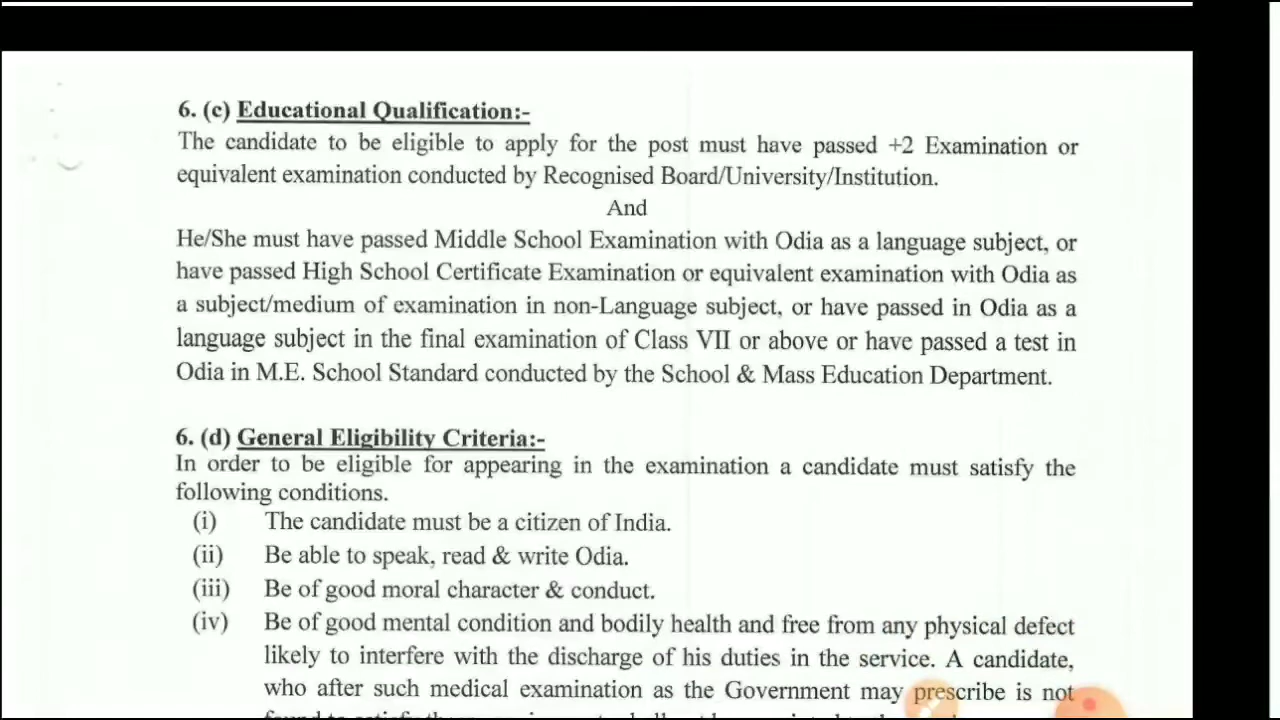 6. (c) Educational Qualification:-
The candidate to be eligible to apply for the post must have passed +2 Examination or
equivalent examination conducted by Recognised Board/University/Institution.
And
He/She must have passed Middle School Examination with Odia as a language subject, or
have passed High School Certificate Examination or equivalent examination with Odia as
a subject/medium of examination in non-Language subject, or have passed in Odia as a
language subject in the final examination of Class VII or above or have passed a test in
Odia in M.E. School Standard conducted by the School & Mass Education Department.
6. (d) General Eligibility Criteria:-
In order to be eligible for appearing in the examination a candidate must satisfy the
following conditions.
(i) The candidate must be a citizen of India.
(ii) Be able to speak, read & write Odia.
(iii) Be of good moral character & conduct.
(iv) Be of good mental condition and bodily health and free from any physical defect
likely to interfere with the discharge of his duties in the service. A candidate,
who after such medical examination as the Government may prescribe is not